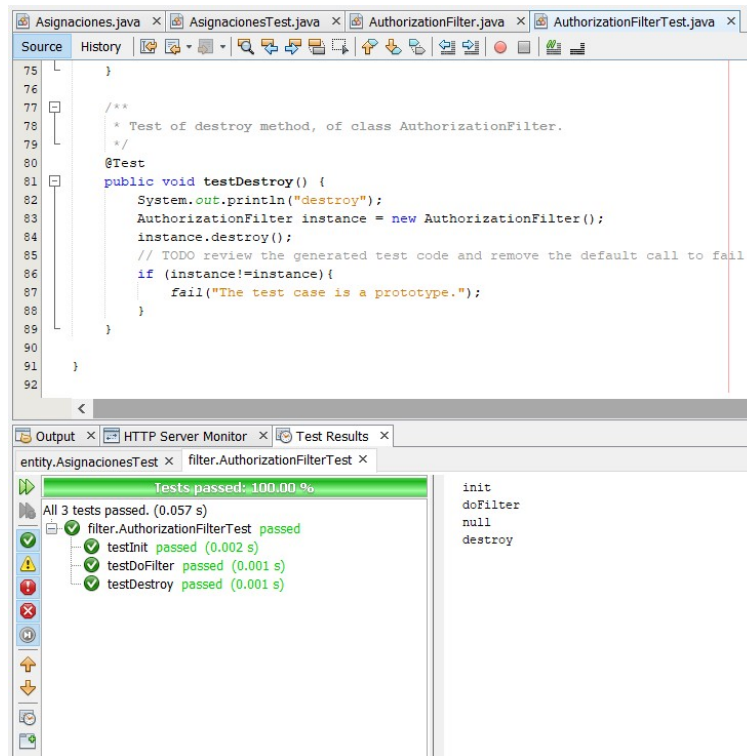 Asignaciones.java × AsignacionesTest.java × AuthorizationFilter.java × AuthorizationFilterTest.java ×
Source History
75 }
76
77 /**
78 * Test of destroy method, of class AuthorizationFilter.
79 */
80 @Test
81 public void testDestroy() {
82 System.out.println("destroy");
83 AuthorizationFilter instance = new AuthorizationFilter();
84 instance.destroy();
85 // TODO review the generated test code and remove the default call to fail
86 if (instance!=instance){
87 fail("The test case is a prototype.");
88 }
89 }
90
91 }
92
Output × HTTP Server Monitor × Test Results ×
entity.AsignacionesTest × filter.AuthorizationFilterTest ×
Tests passed: 100.00 %
All 3 tests passed. (0.057 s)
filter.AuthorizationFilterTest passed
testInit passed (0.002 s)
testDoFilter passed (0.001 s)
testDestroy passed (0.001 s)
init
doFilter
null
destroy